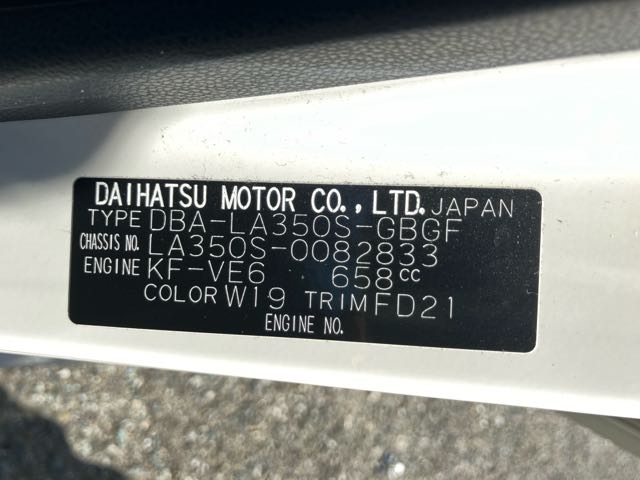 DAIHATSU MOTOR CO., LTD. JAPAN
TYPE DBA-LA350S-GBGF
CHASSIS NO. LA350S-0082833
ENGINE KF-VE6 658cc
COLOR W19 TRIM FD21
ENGINE NO.